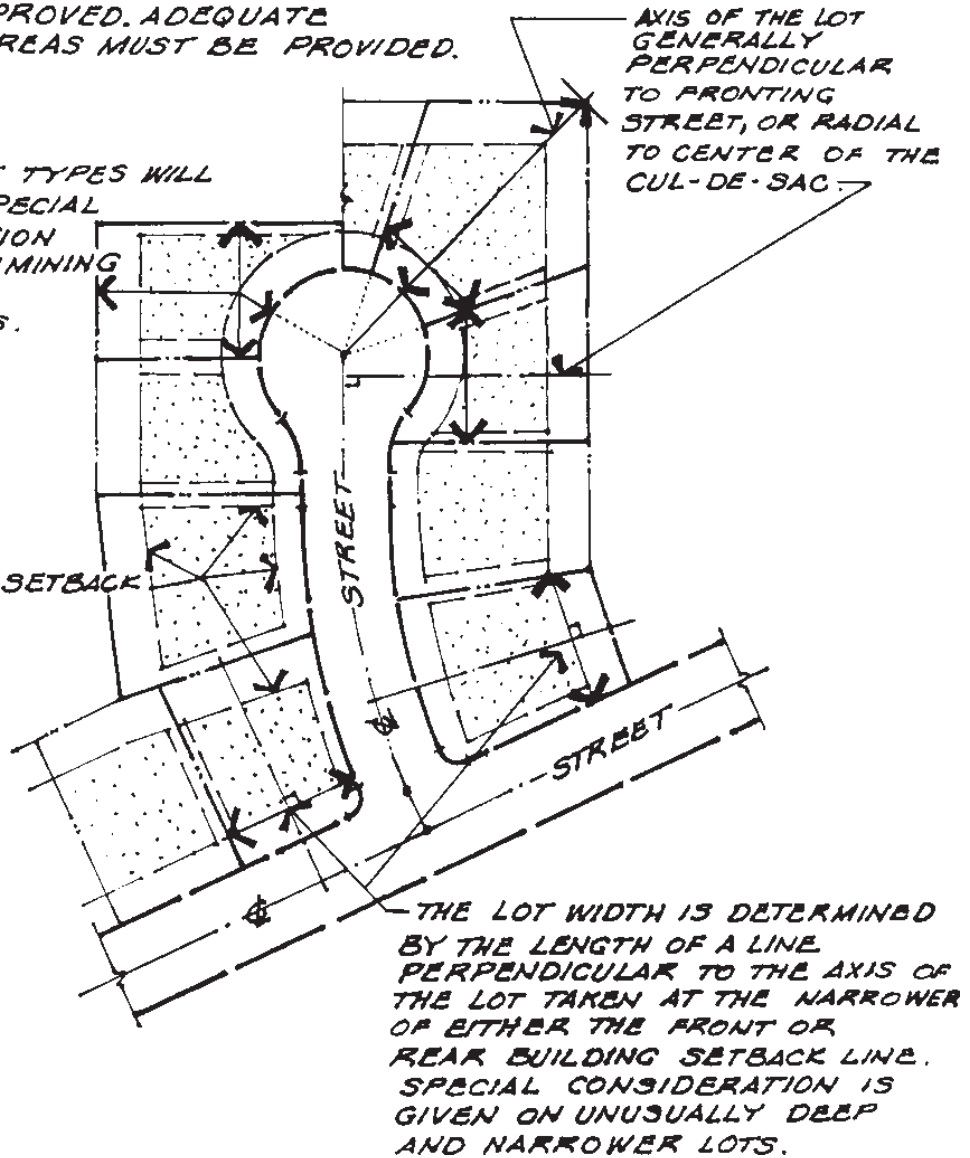 PROVED. ADEQUATE
REAS MUST BE PROVIDED.
AXIS OF THE LOT
GENERALLY
PERPENDICULAR
TO FRONTING
STREET, OR RADIAL
TO CENTER OF THE
CUL-DE-SAC
T TYPES WILL
PECIAL
ION
MINING
S.
SETBACK
STREET
STREET
THE LOT WIDTH IS DETERMINED
BY THE LENGTH OF A LINE
PERPENDICULAR TO THE AXIS OF
THE LOT TAKEN AT THE NARROWER
OF EITHER THE FRONT OR
REAR BUILDING SETBACK LINE.
SPECIAL CONSIDERATION IS
GIVEN ON UNUSUALLY DEEP
AND NARROWER LOTS.